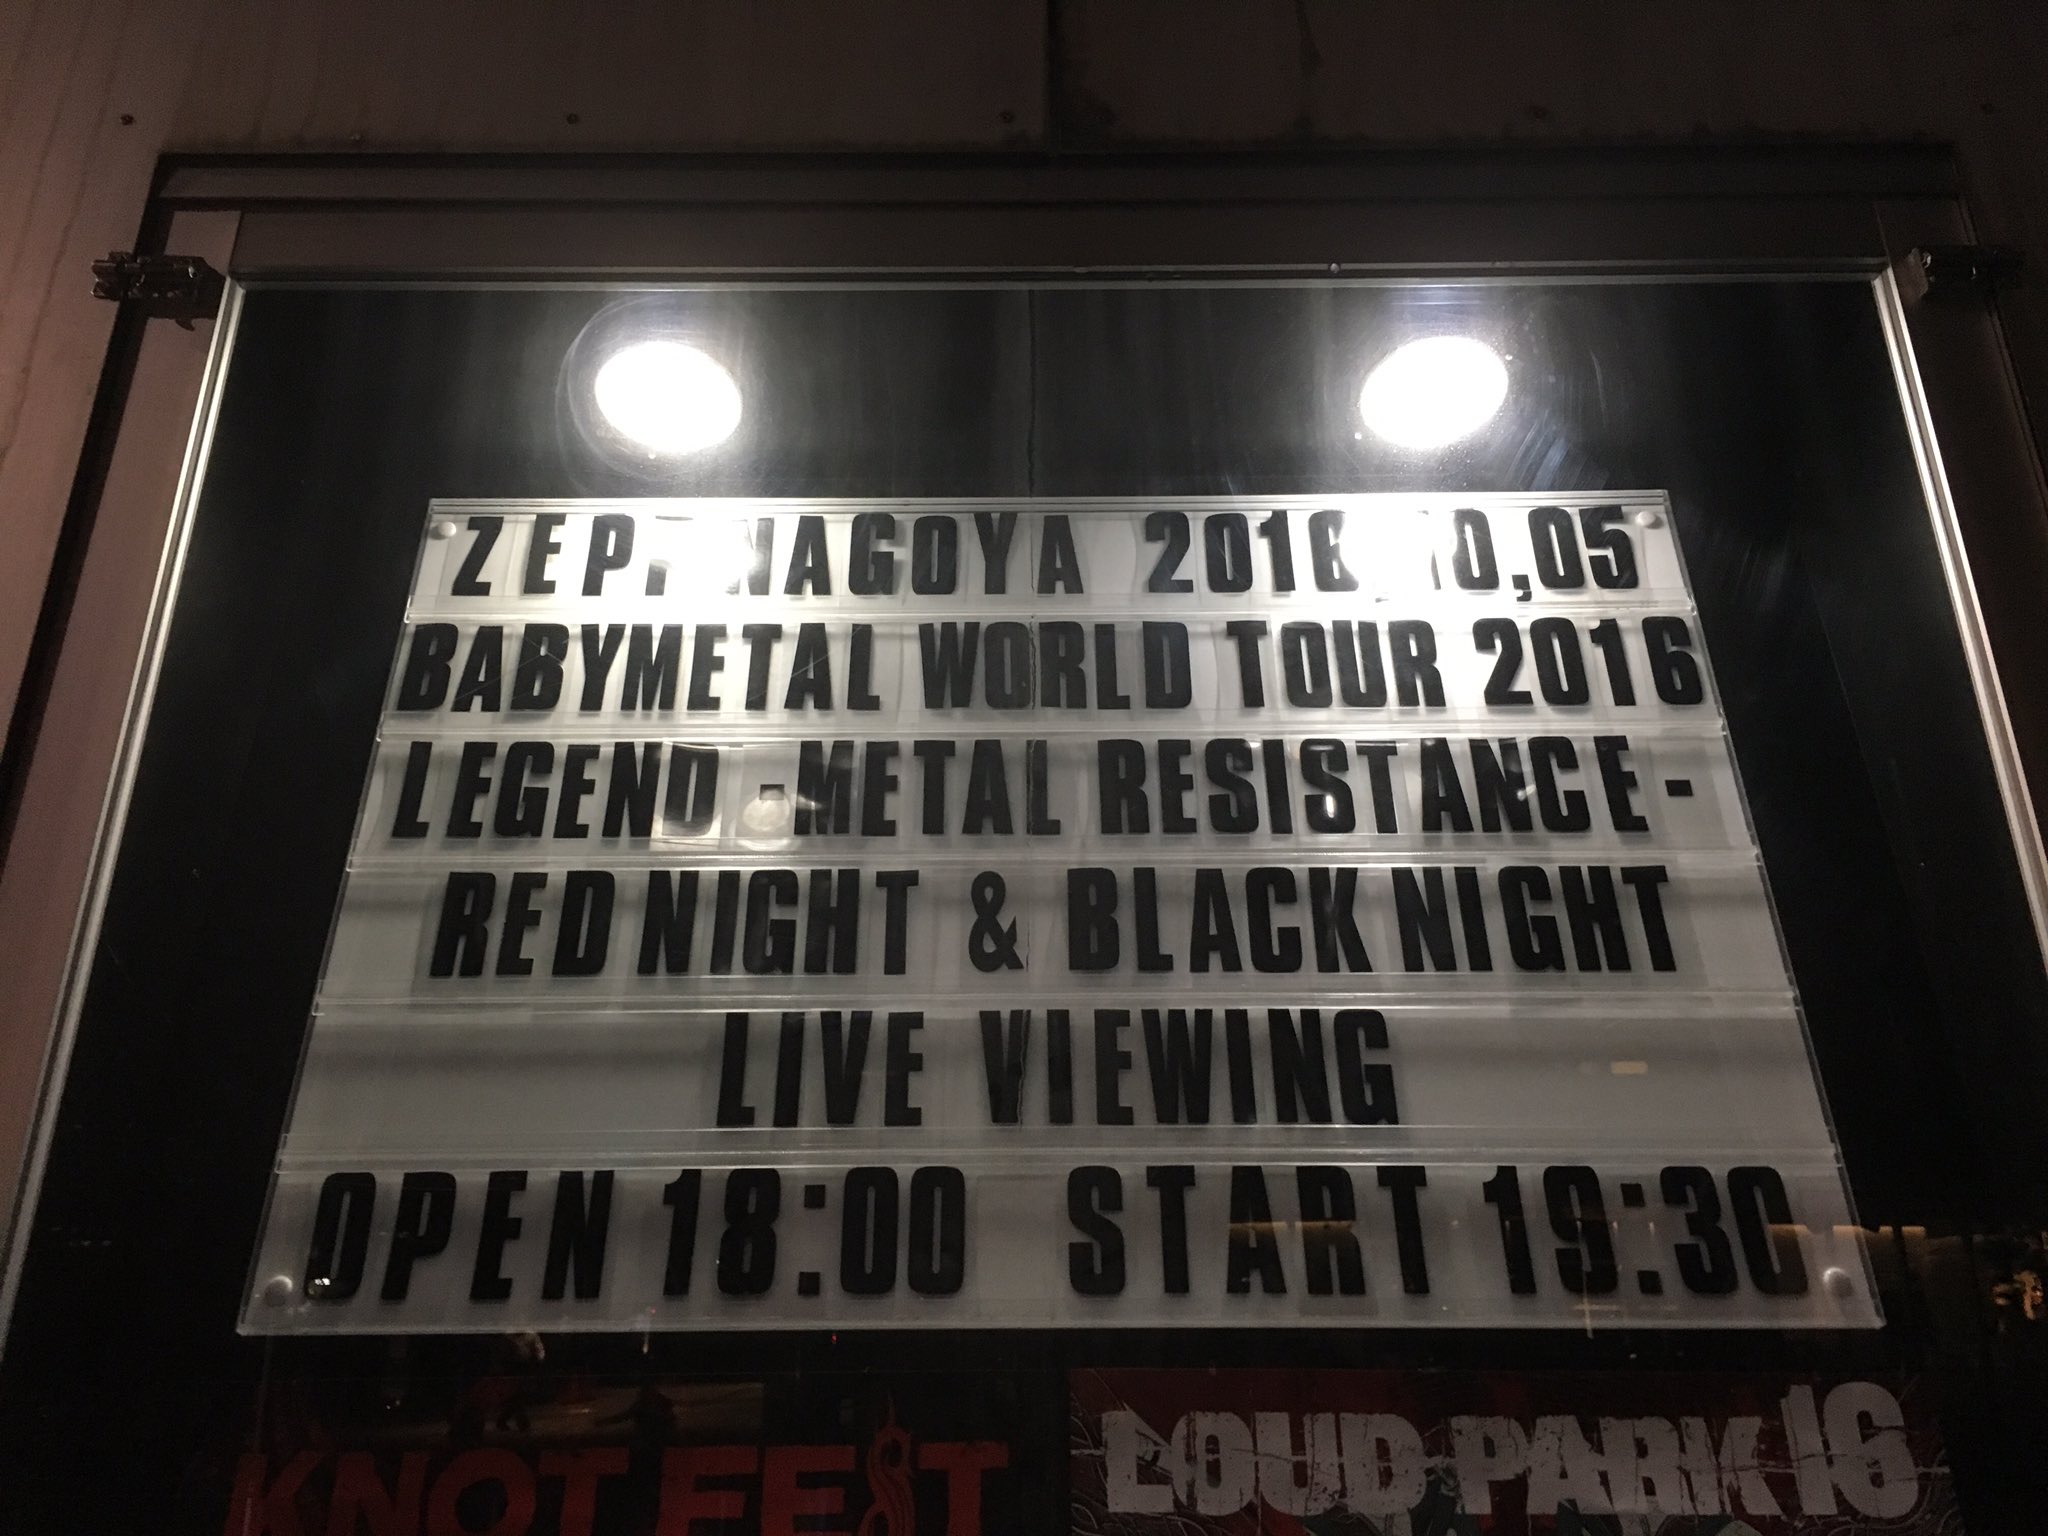 ZEPP NAGOYA 2016,10,05
BABYMETAL WORLD TOUR 2016
LEGEND -METAL RESISTANCE-
RED NIGHT & BLACK NIGHT
LIVE VIEWING
OPEN 18:00 START 19:30
KNOTFEST
LOUD PARK 16